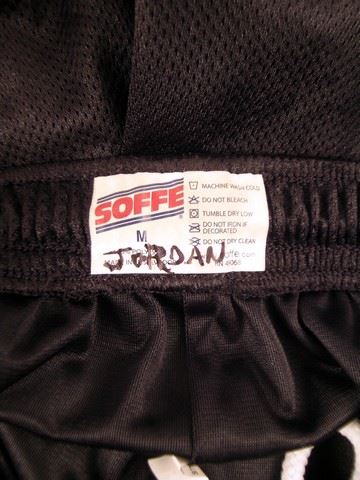 SOFFE
M
MACHINE WASH COLD
DO NOT BLEACH
TUMBLE DRY LOW
DO NOT IRON IF
DECORATED
DO NOT DRY CLEAN
JORDAN